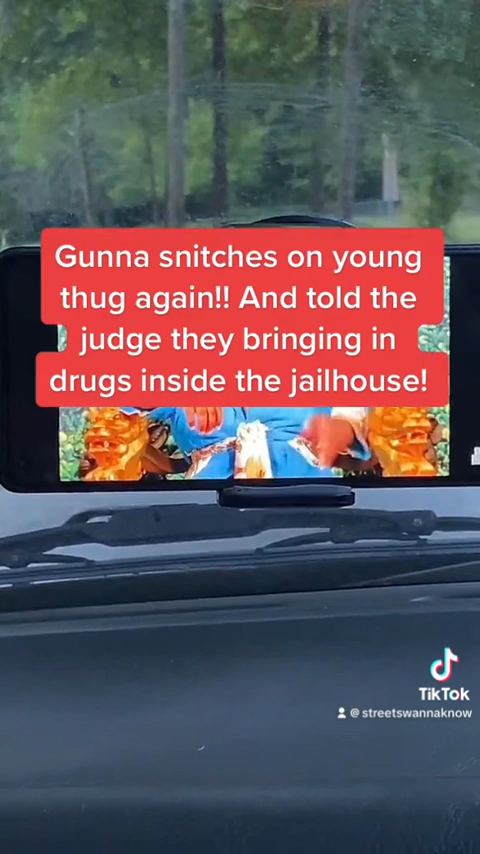 Gunna snitches on young
thug again!! And told the
judge they bringing in
drugs inside the jailhouse!
TikTok
@streetswannaknow